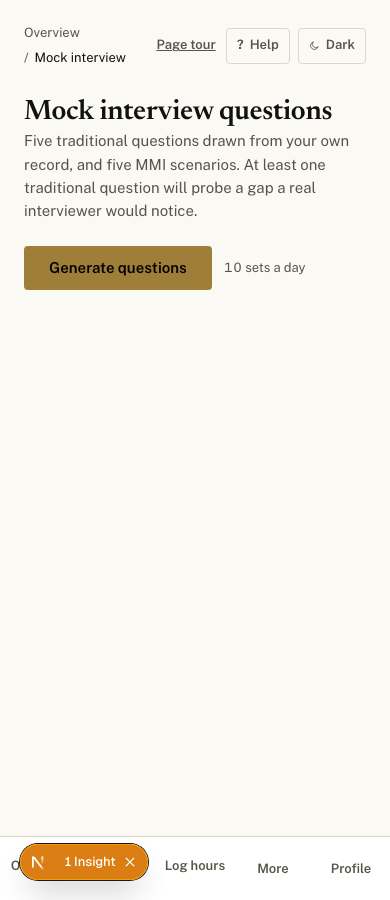 Overview
/ Mock interview
Page tour
? Help
Dark
Mock interview questions
Five traditional questions drawn from your own
record, and five MMI scenarios. At least one
traditional question will probe a gap a real
interviewer would notice.
Generate questions
10 sets a day
N
1 Insight
Log hours
More
Profile